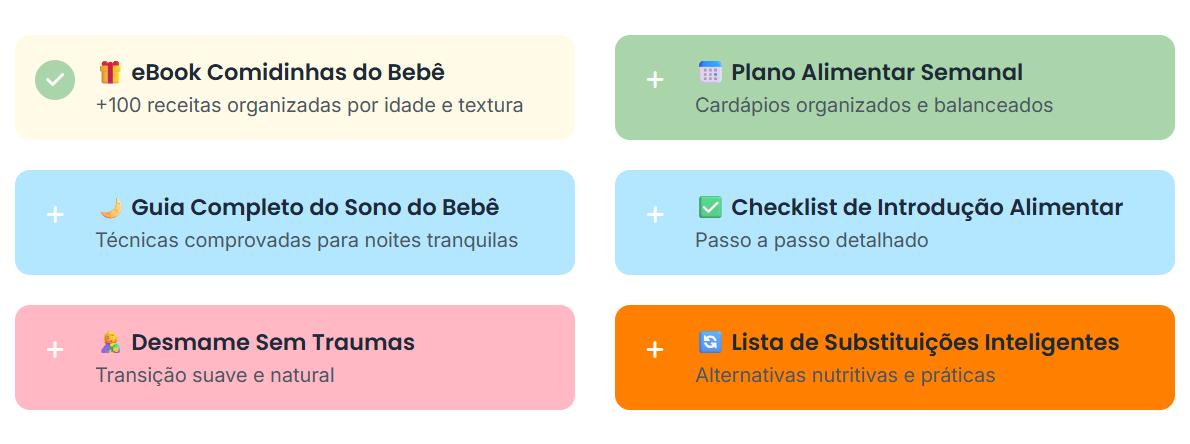 eBook Comidinhas do Bebê
+100 receitas organizadas por idade e textura
Plano Alimentar Semanal
Cardápios organizados e balanceados
Guia Completo do Sono do Bebê
Técnicas comprovadas para noites tranquilas
Checklist de Introdução Alimentar
Passo a passo detalhado
Desmame Sem Traumas
Transição suave e natural
Lista de Substituições Inteligentes
Alternativas nutritivas e práticas